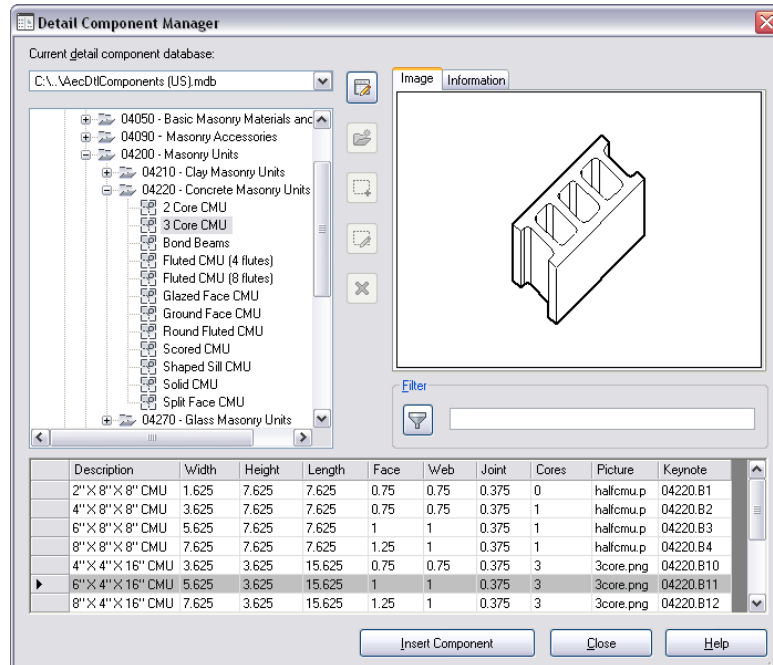 Detail Component Manager
Current detail component database:
C:\..\AecDtlComponents (US).mdb
Image Information
04050 - Basic Masonry Materials and
04090 - Masonry Accessories
04200 - Masonry Units
04210 - Clay Masonry Units
04220 - Concrete Masonry Units
2 Core CMU
3 Core CMU
Bond Beams
Fluted CMU (4 flutes)
Fluted CMU (8 flutes)
Glazed Face CMU
Ground Face CMU
Round Fluted CMU
Scored CMU
Shaped Sill CMU
Solid CMU
Split Face CMU
04270 - Glass Masonry Units
Filter
Description Width Height Length Face Web Joint Cores Picture Keynote
2" X 8" X 8" CMU 1.625 7.625 7.625 0.75 0.75 0.375 0 halfcmu.p 04220.B1
4" X 8" X 8" CMU 3.625 7.625 7.625 0.75 0.75 0.375 1 halfcmu.p 04220.B2
6" X 8" X 8" CMU 5.625 7.625 7.625 1 1 0.375 1 halfcmu.p 04220.B3
8" X 8" X 8" CMU 7.625 7.625 7.625 1.25 1 0.375 1 halfcmu.p 04220.B4
4" X 4" X 16" CMU 3.625 3.625 15.625 0.75 0.75 0.375 3 3core.png 04220.B10
6" X 4" X 16" CMU 5.625 3.625 15.625 1 1 0.375 3 3core.png 04220.B11
8" X 4" X 16" CMU 7.625 3.625 15.625 1.25 1 0.375 3 3core.png 04220.B12
Insert Component Close Help